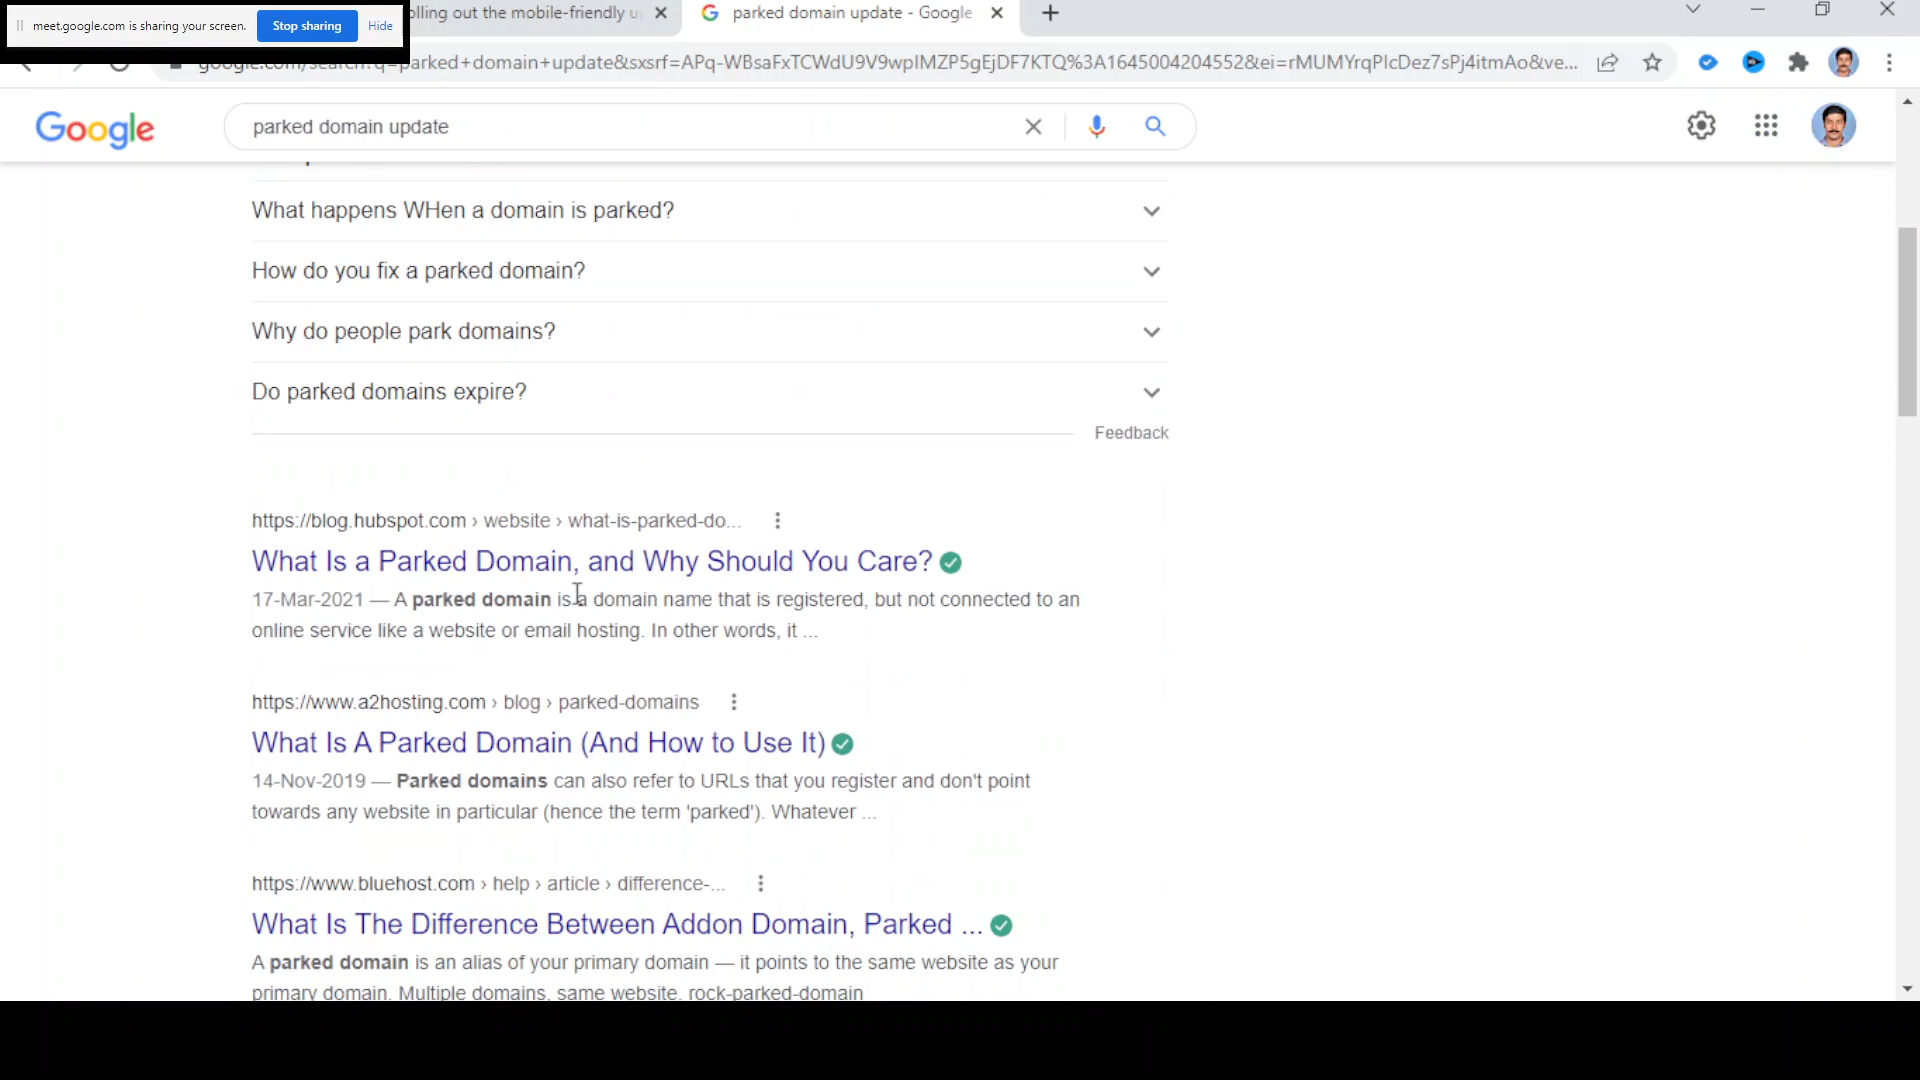 meet.google.com is sharing your screen. Stop sharing Hide
olling out the mobile-friendly u
parked domain update - Google
google.com/search?q=parked+domain+update&sxsrf=APq-WBsaFxTCWdU9V9wpIMZP5gEjDF7KTQ%3A1645004204552&ei=rMUMYrqPIcDez7sPj4itmAo&ve...
Google
parked domain update
What happens WHen a domain is parked?
How do you fix a parked domain?
Why do people park domains?
Do parked domains expire?
Feedback
https://blog.hubspot.com › website › what-is-parked-do...
What Is a Parked Domain, and Why Should You Care?
17-Mar-2021 — A parked domain is a domain name that is registered, but not connected to an
online service like a website or email hosting. In other words, it ...
https://www.a2hosting.com › blog › parked-domains
What Is A Parked Domain (And How to Use It)
14-Nov-2019 — Parked domains can also refer to URLs that you register and don't point
towards any website in particular (hence the term 'parked'). Whatever ...
https://www.bluehost.com › help › article › difference-...
What Is The Difference Between Addon Domain, Parked ...
A parked domain is an alias of your primary domain — it points to the same website as your
primary domain. Multiple domains, same website. rock-parked-domain